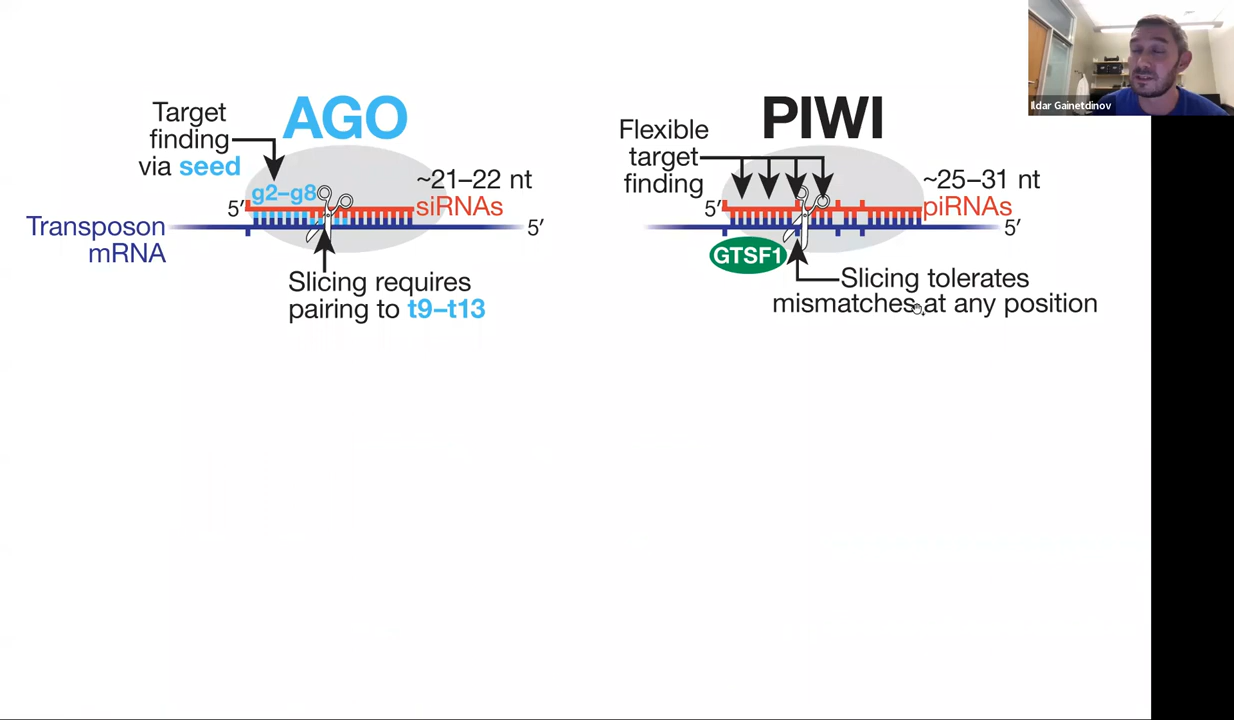 AGO
Target
finding
via seed
g2–g8
~21–22 nt
siRNAs
5′
Transposon
mRNA
5′
Slicing requires
pairing to t9–t13
PIWI
Flexible
target
finding
~25–31 nt
piRNAs
5′
5′
GTSF1
Slicing tolerates
mismatches at any position
Ildar Gainetdinov